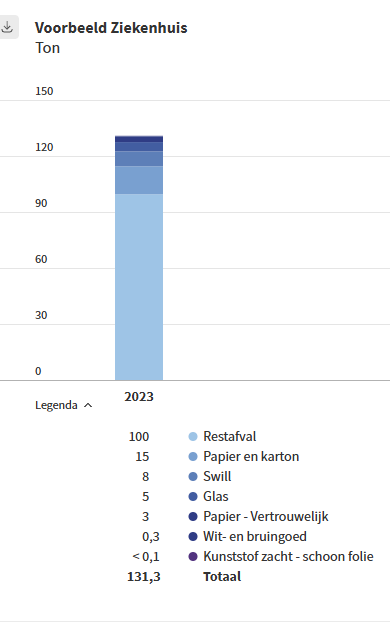 Voorbeeld Ziekenhuis
Ton
150
120
90
60
30
0
2023
Legenda
100 Restafval
15 Papier en karton
8 Swill
5 Glas
3 Papier - Vertrouwelijk
0,3 Wit- en bruingoed
< 0,1 Kunststof zacht - schoon folie
131,3 Totaal